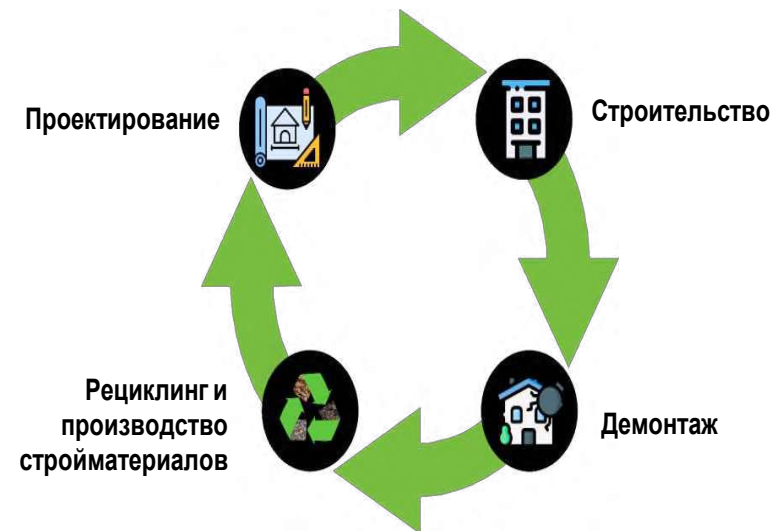 Проектирование
Строительство
Рециклинг и
производство
стройматериалов
Демонтаж